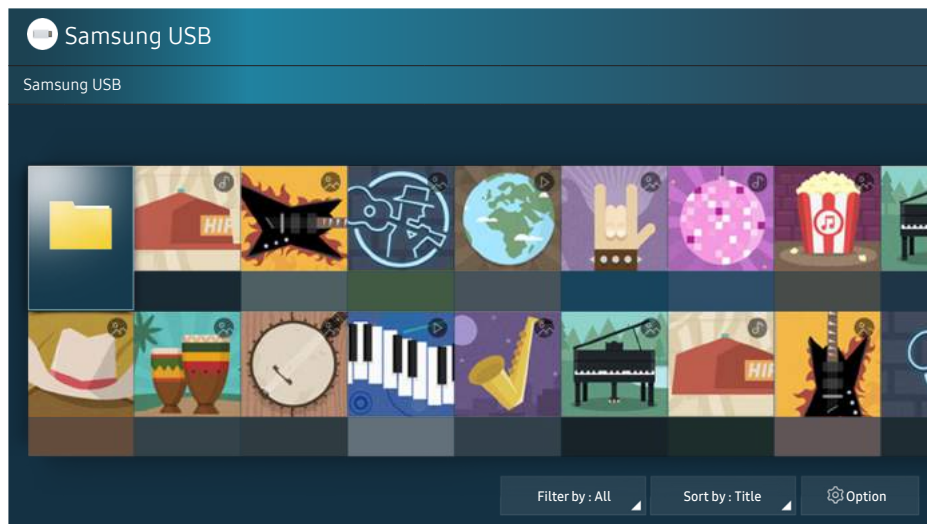 Samsung USB
Samsung USB
HIP
HIP
Filter by : All
Sort by : Title
Option